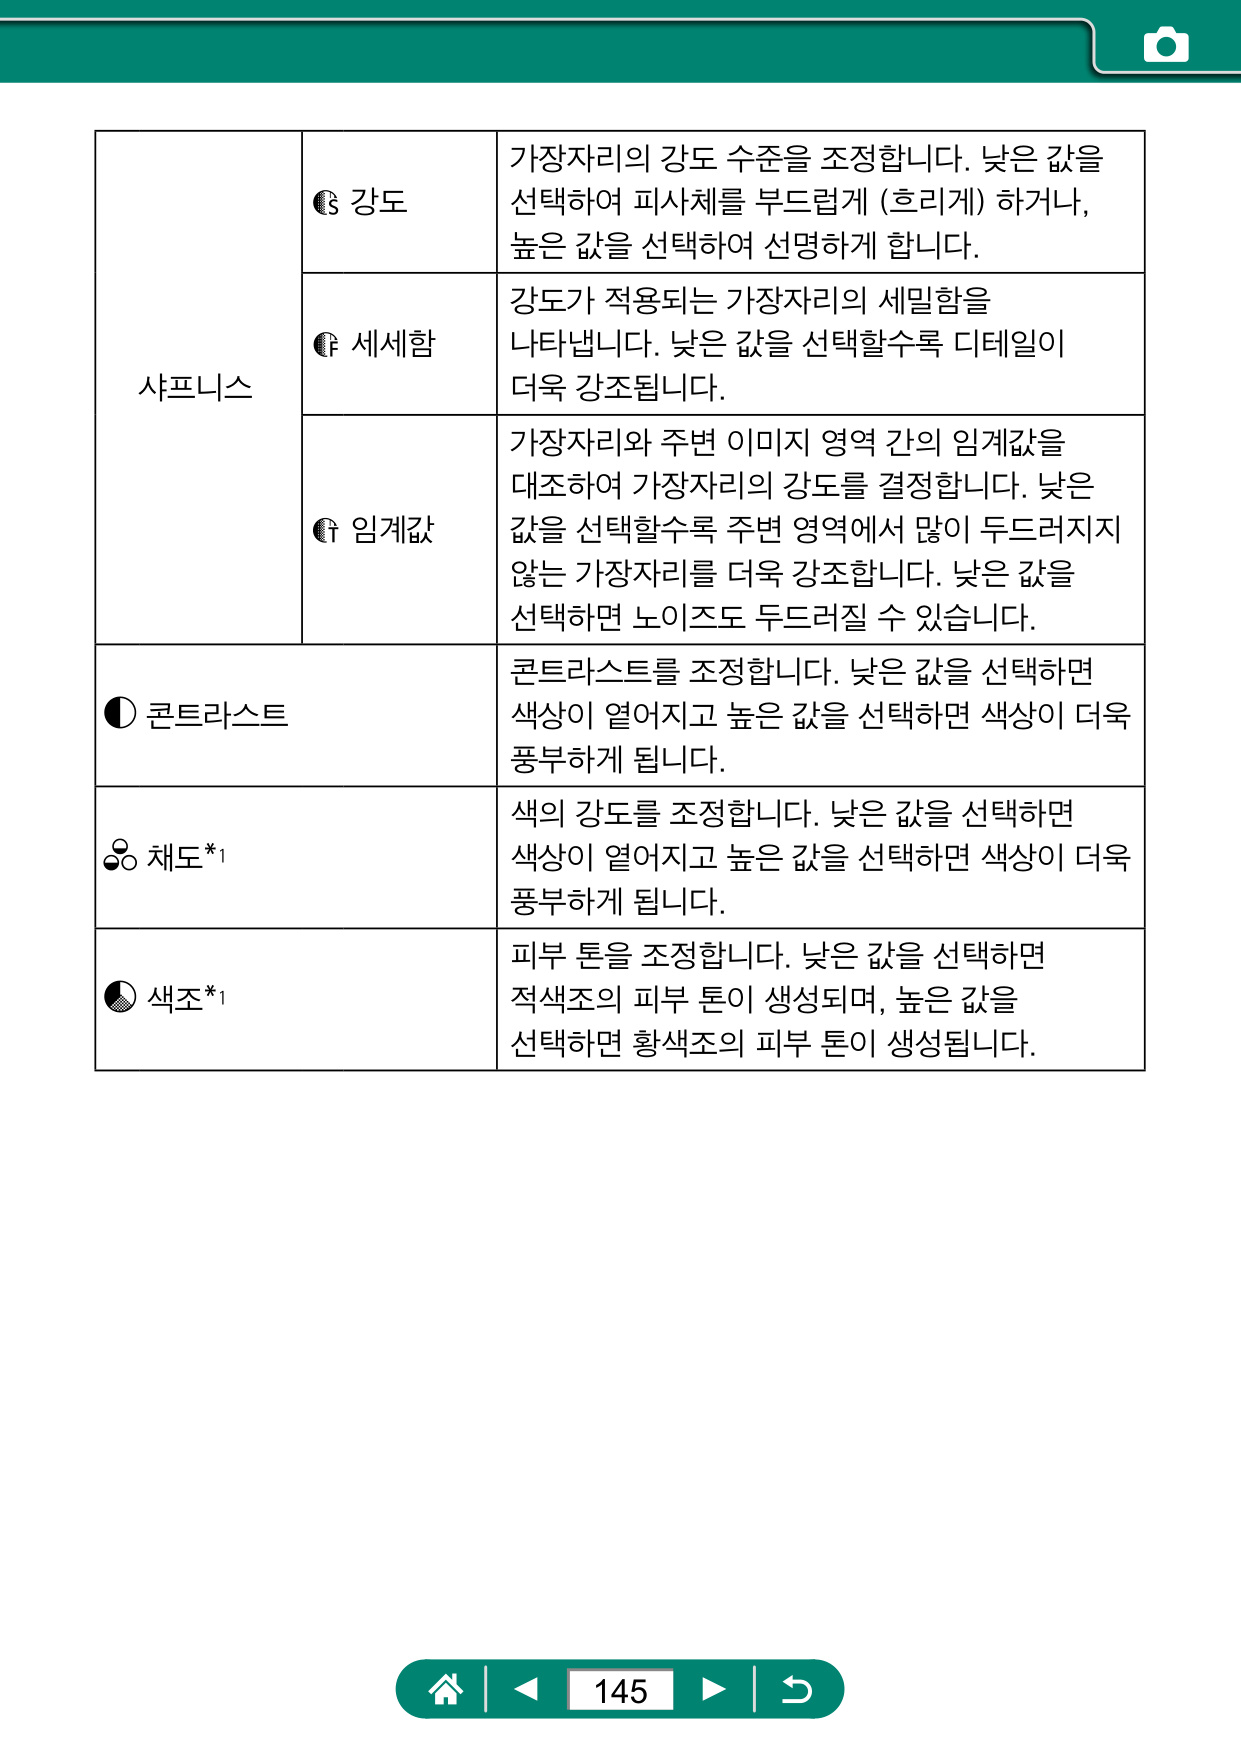 샤프니스
강도
가장자리의 강도 수준을 조정합니다. 낮은 값을
선택하여 피사체를 부드럽게 (흐리게) 하거나,
높은 값을 선택하여 선명하게 합니다.
세세함
강도가 적용되는 가장자리의 세밀함을
나타냅니다. 낮은 값을 선택할수록 디테일이
더욱 강조됩니다.
임계값
가장자리와 주변 이미지 영역 간의 임계값을
대조하여 가장자리의 강도를 결정합니다. 낮은
값을 선택할수록 주변 영역에서 많이 두드러지지
않는 가장자리를 더욱 강조합니다. 낮은 값을
선택하면 노이즈도 두드러질 수 있습니다.
콘트라스트
콘트라스트를 조정합니다. 낮은 값을 선택하면
색상이 옅어지고 높은 값을 선택하면 색상이 더욱
풍부하게 됩니다.
채도*1
색의 강도를 조정합니다. 낮은 값을 선택하면
색상이 옅어지고 높은 값을 선택하면 색상이 더욱
풍부하게 됩니다.
색조*1
피부 톤을 조정합니다. 낮은 값을 선택하면
적색조의 피부 톤이 생성되며, 높은 값을
선택하면 황색조의 피부 톤이 생성됩니다.
145